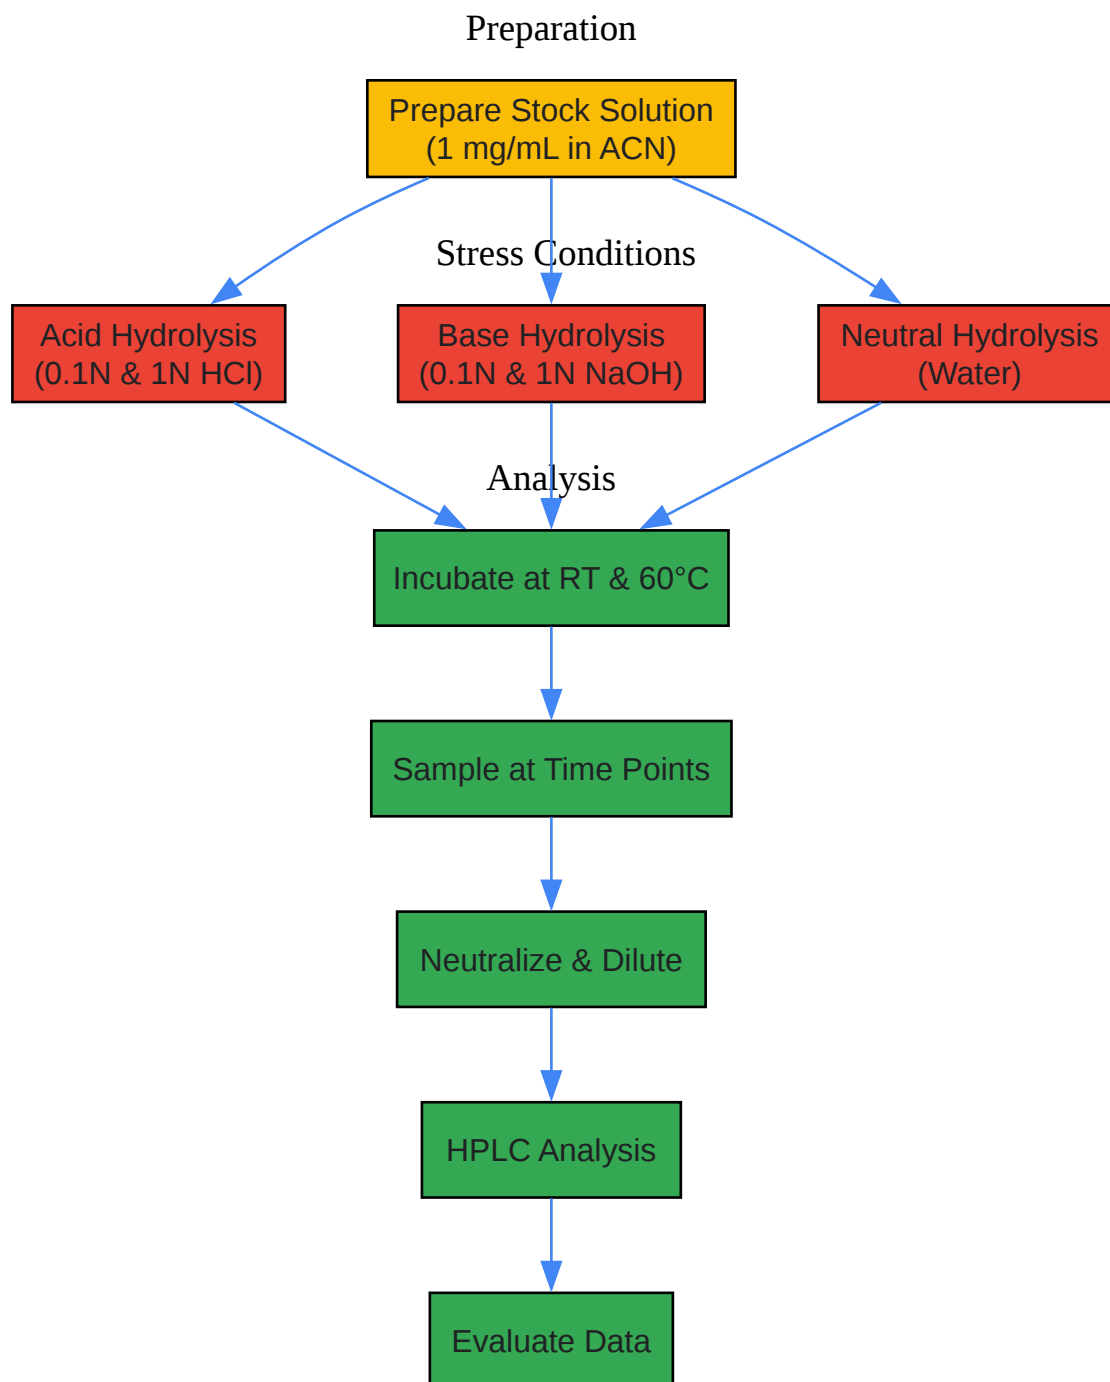 Preparation
Prepare Stock Solution
(1 mg/mL in ACN)
Stress Conditions
Acid Hydrolysis
(0.1N & 1N HCl)
Base Hydrolysis
(0.1N & 1N NaOH)
Neutral Hydrolysis
(Water)
Analysis
Incubate at RT & 60°C
Sample at Time Points
Neutralize & Dilute
HPLC Analysis
Evaluate Data